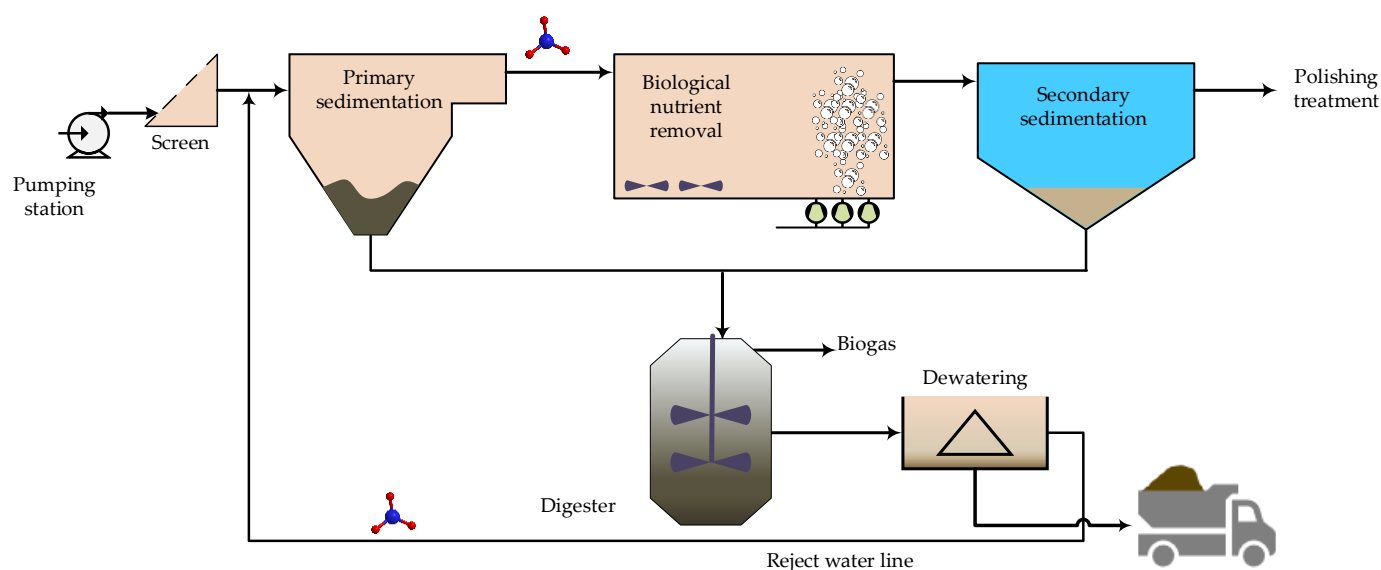 Pumping
station
Screen
Primary
sedimentation
Biological
nutrient
removal
Secondary
sedimentation
Polishing
treatment
Biogas
Digester
Dewatering
Reject water line